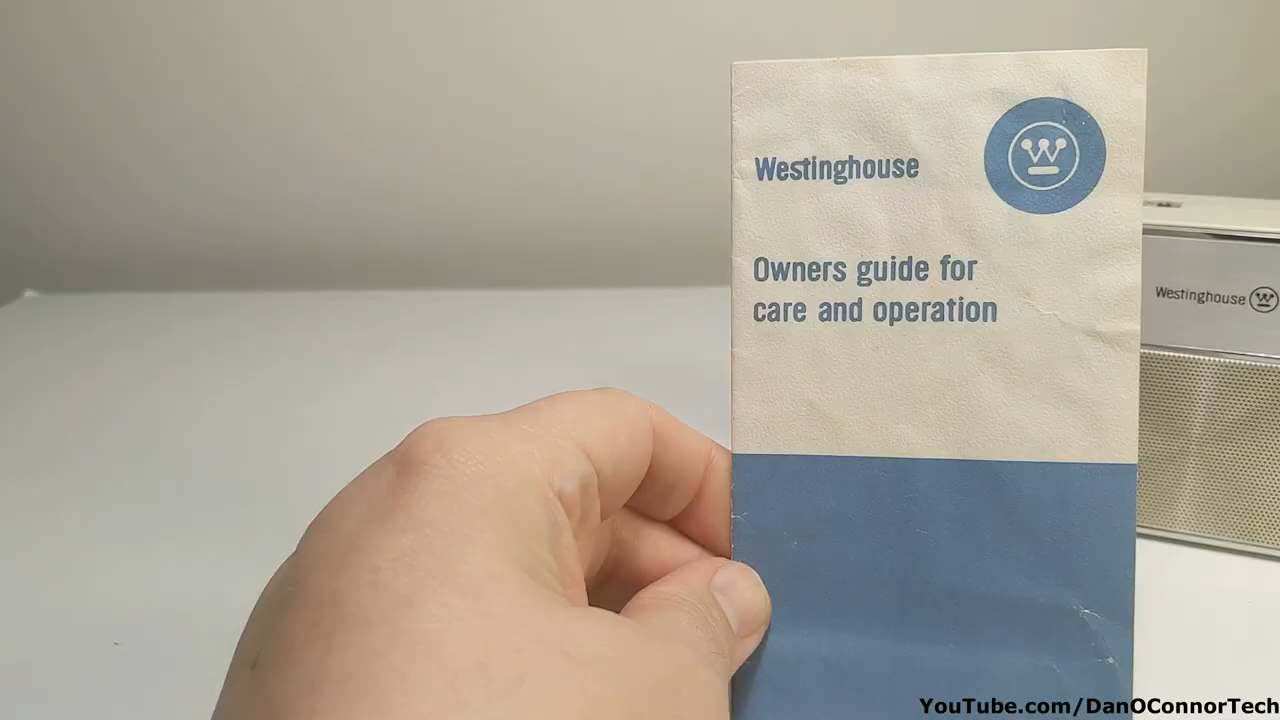 Westinghouse
W
Owners guide for
care and operation
Westinghouse W
YouTube.com/DanOConnorTech